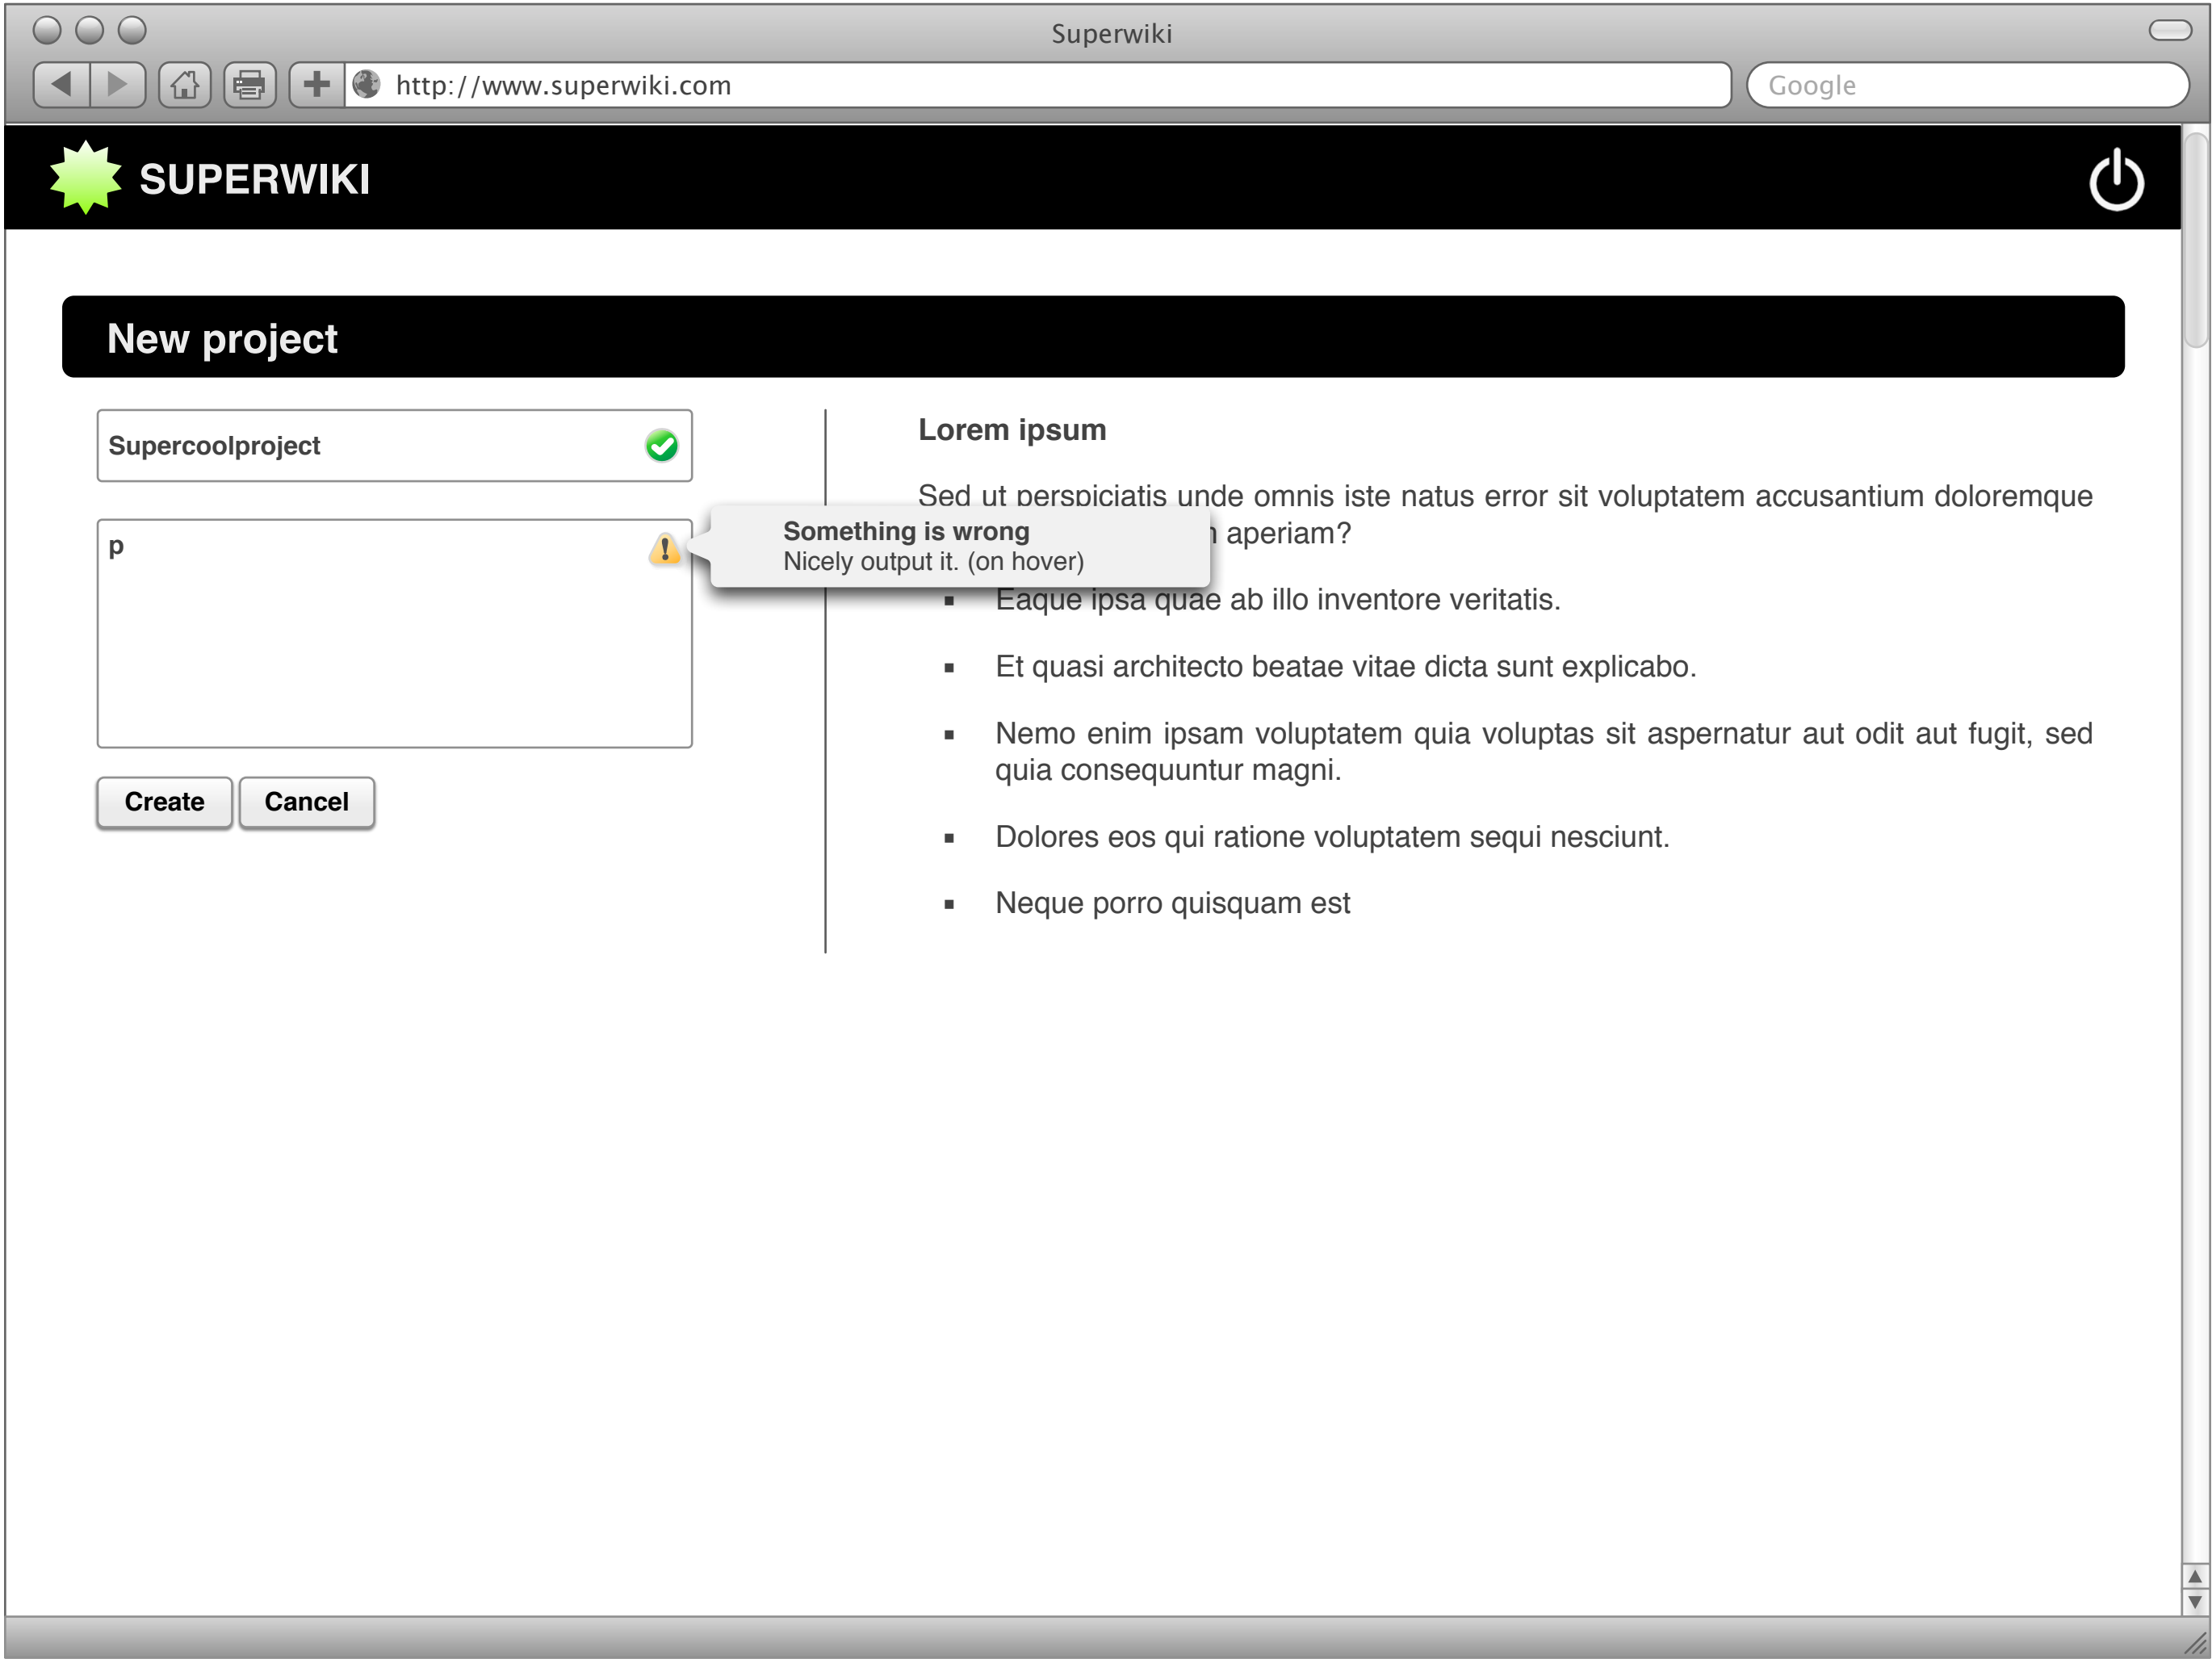 Superwiki
http://www.superwiki.com
Google
SUPERWIKI
New project
Supercoolproject
p
Something is wrong
Nicely output it. (on hover)
Create
Cancel
Lorem ipsum
Sed ut perspiciatis unde omnis iste natus error sit voluptatem accusantium doloremque
aperiam?
▪ Eaque ipsa quae ab illo inventore veritatis.
▪ Et quasi architecto beatae vitae dicta sunt explicabo.
▪ Nemo enim ipsam voluptatem quia voluptas sit aspernatur aut odit aut fugit, sed
quia consequuntur magni.
▪ Dolores eos qui ratione voluptatem sequi nesciunt.
▪ Neque porro quisquam est